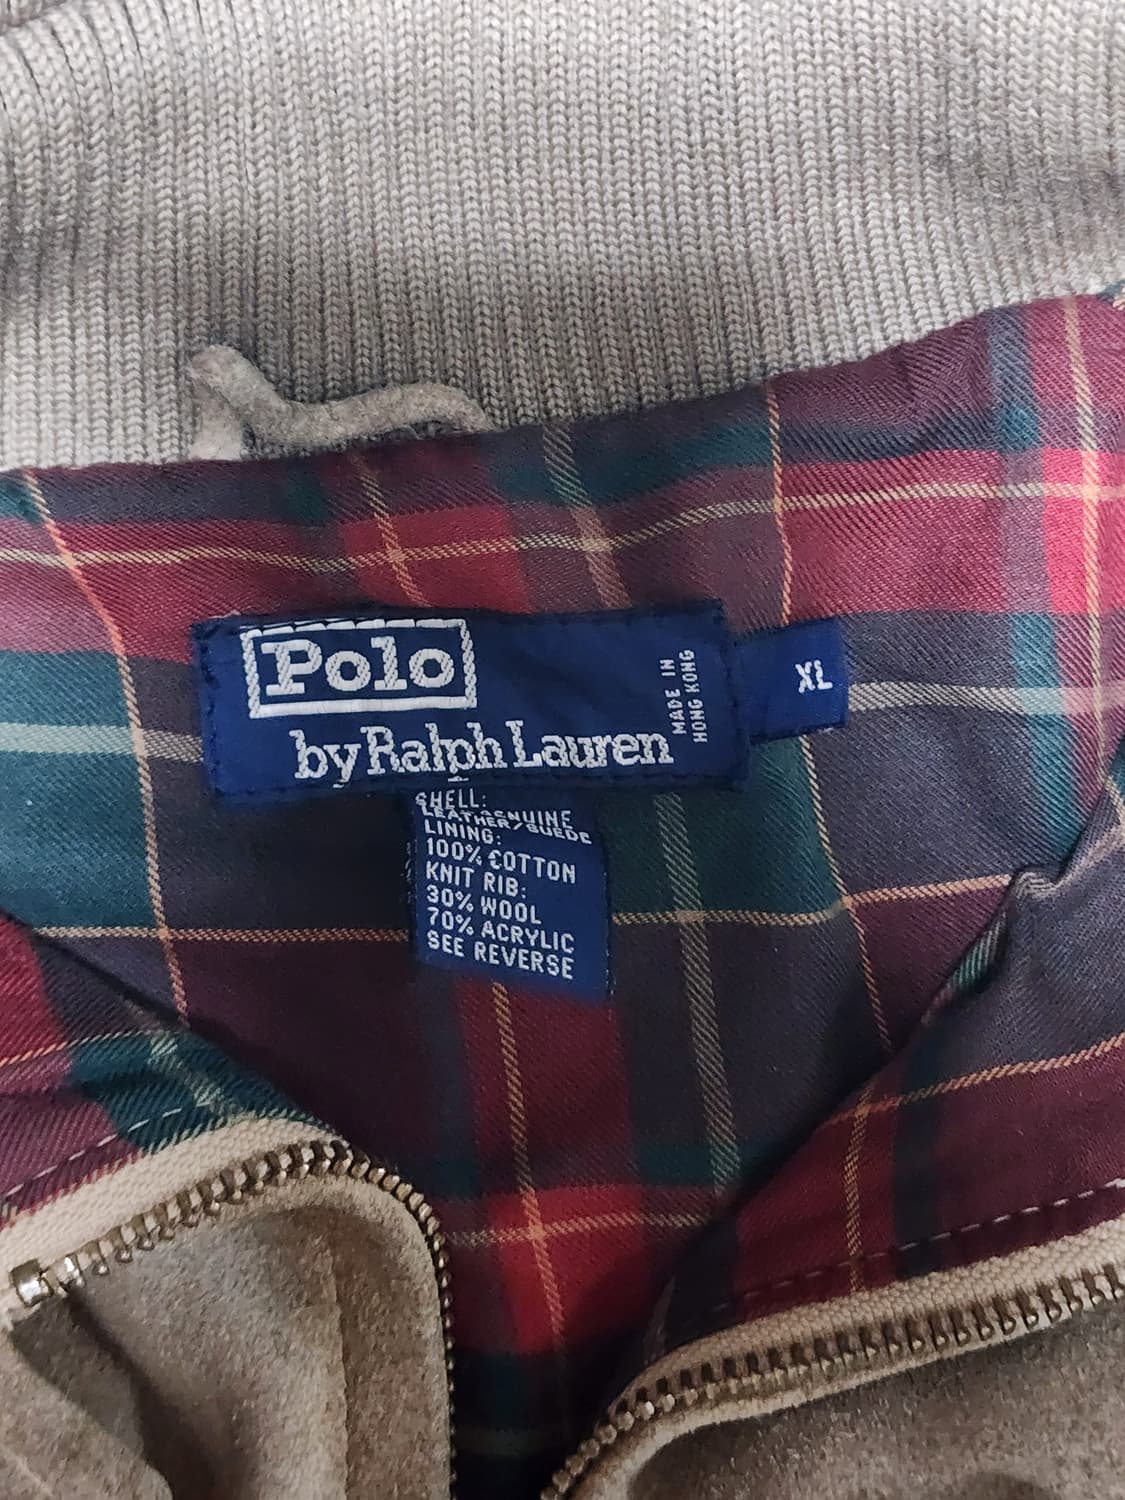 Polo
by Ralph Lauren
MADE IN
HONG KONG
XL
SHELL:
GENUINE
LEATHER/SUEDE
LINING:
100% COTTON
KNIT RIB:
30% WOOL
70% ACRYLIC
SEE REVERSE